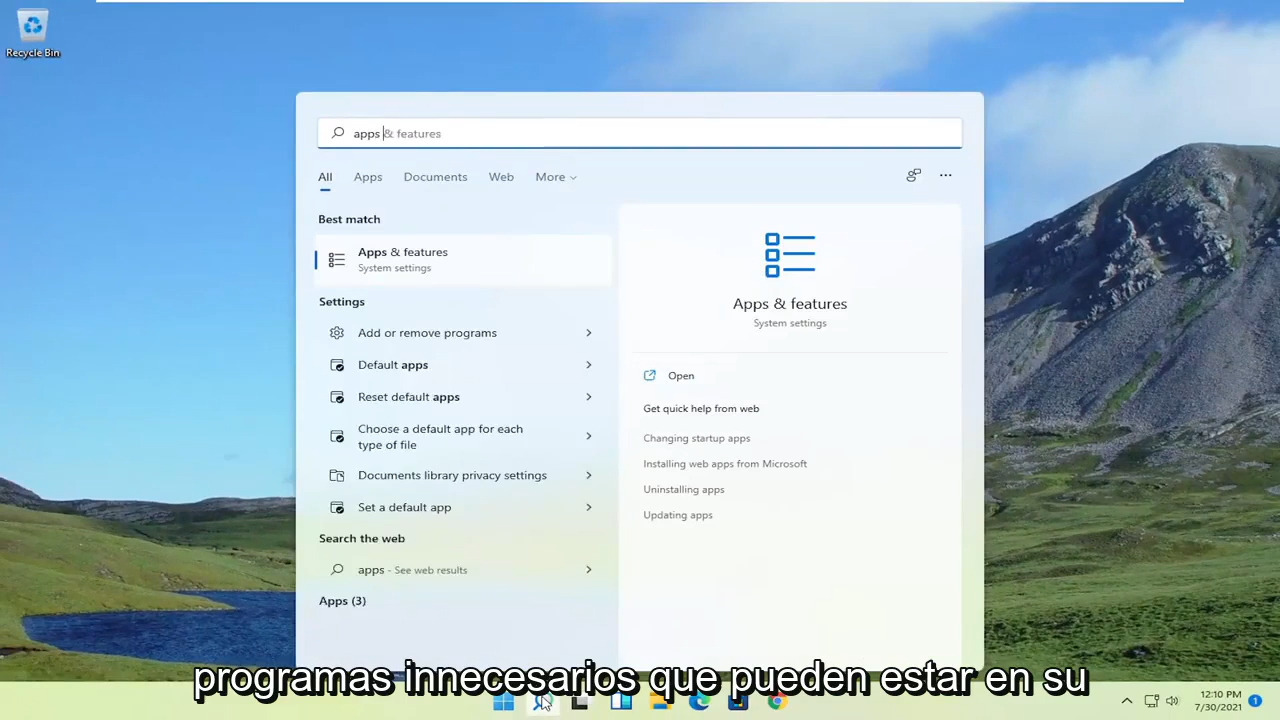 Recycle Bin
apps & features
All Apps Documents Web More
Best match
Apps & features
System settings
Settings
Add or remove programs
Default apps
Reset default apps
Choose a default app for each
type of file
Documents library privacy settings
Set a default app
Search the web
apps - See web results
Apps (3)
Apps & features
System settings
Open
Get quick help from web
Changing startup apps
Installing web apps from Microsoft
Uninstalling apps
Updating apps
programas innecesarios que pueden estar en su
12:10 PM
7/30/2021
1